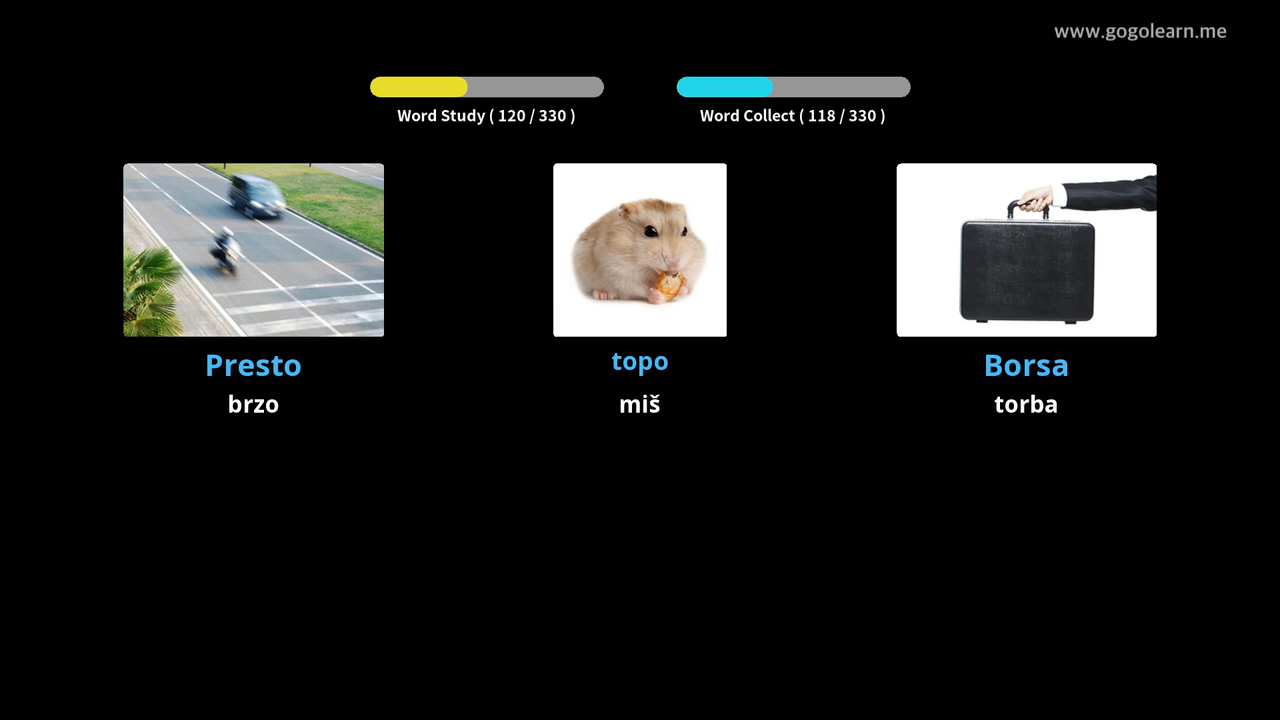 www.gogolearn.me
Word Study ( 120 / 330 )
Word Collect ( 118 / 330 )
Presto
topo
Borsa
brzo
miš
torba